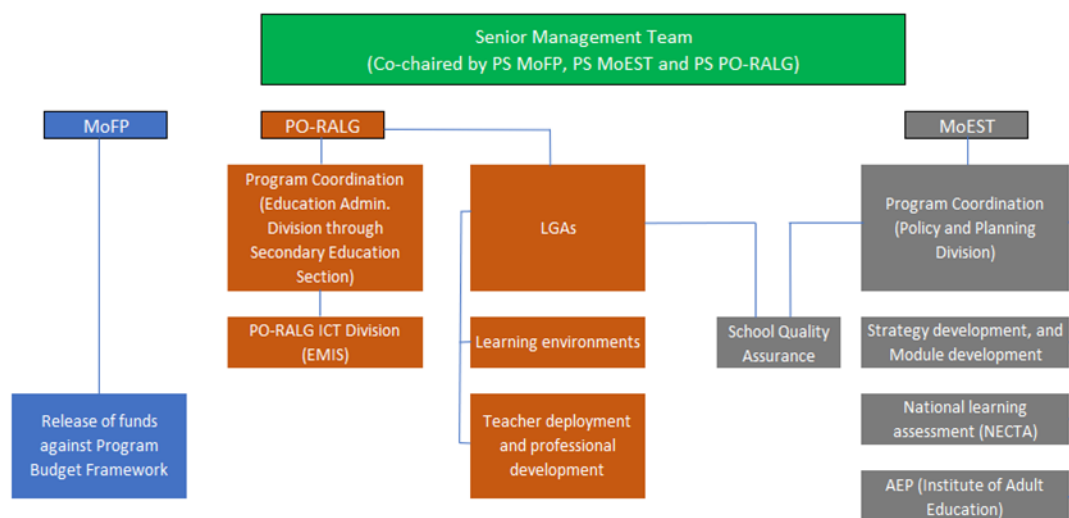 Senior Management Team
(Co-chaired by PS MoFP, PS MoEST and PS PO-RALG)
MoFP
PO-RALG
MoEST
Program Coordination
(Education Admin.
Division through
Secondary Education
Section)
LGAs
Program Coordination
(Policy and Planning
Division)
PO-RALG ICT Division
(EMIS)
Learning environments
School Quality
Assurance
Strategy development, and
Module development
Release of funds
against Program
Budget Framework
Teacher deployment
and professional
development
National learning
assessment (NECTA)
AEP (Institute of Adult
Education)